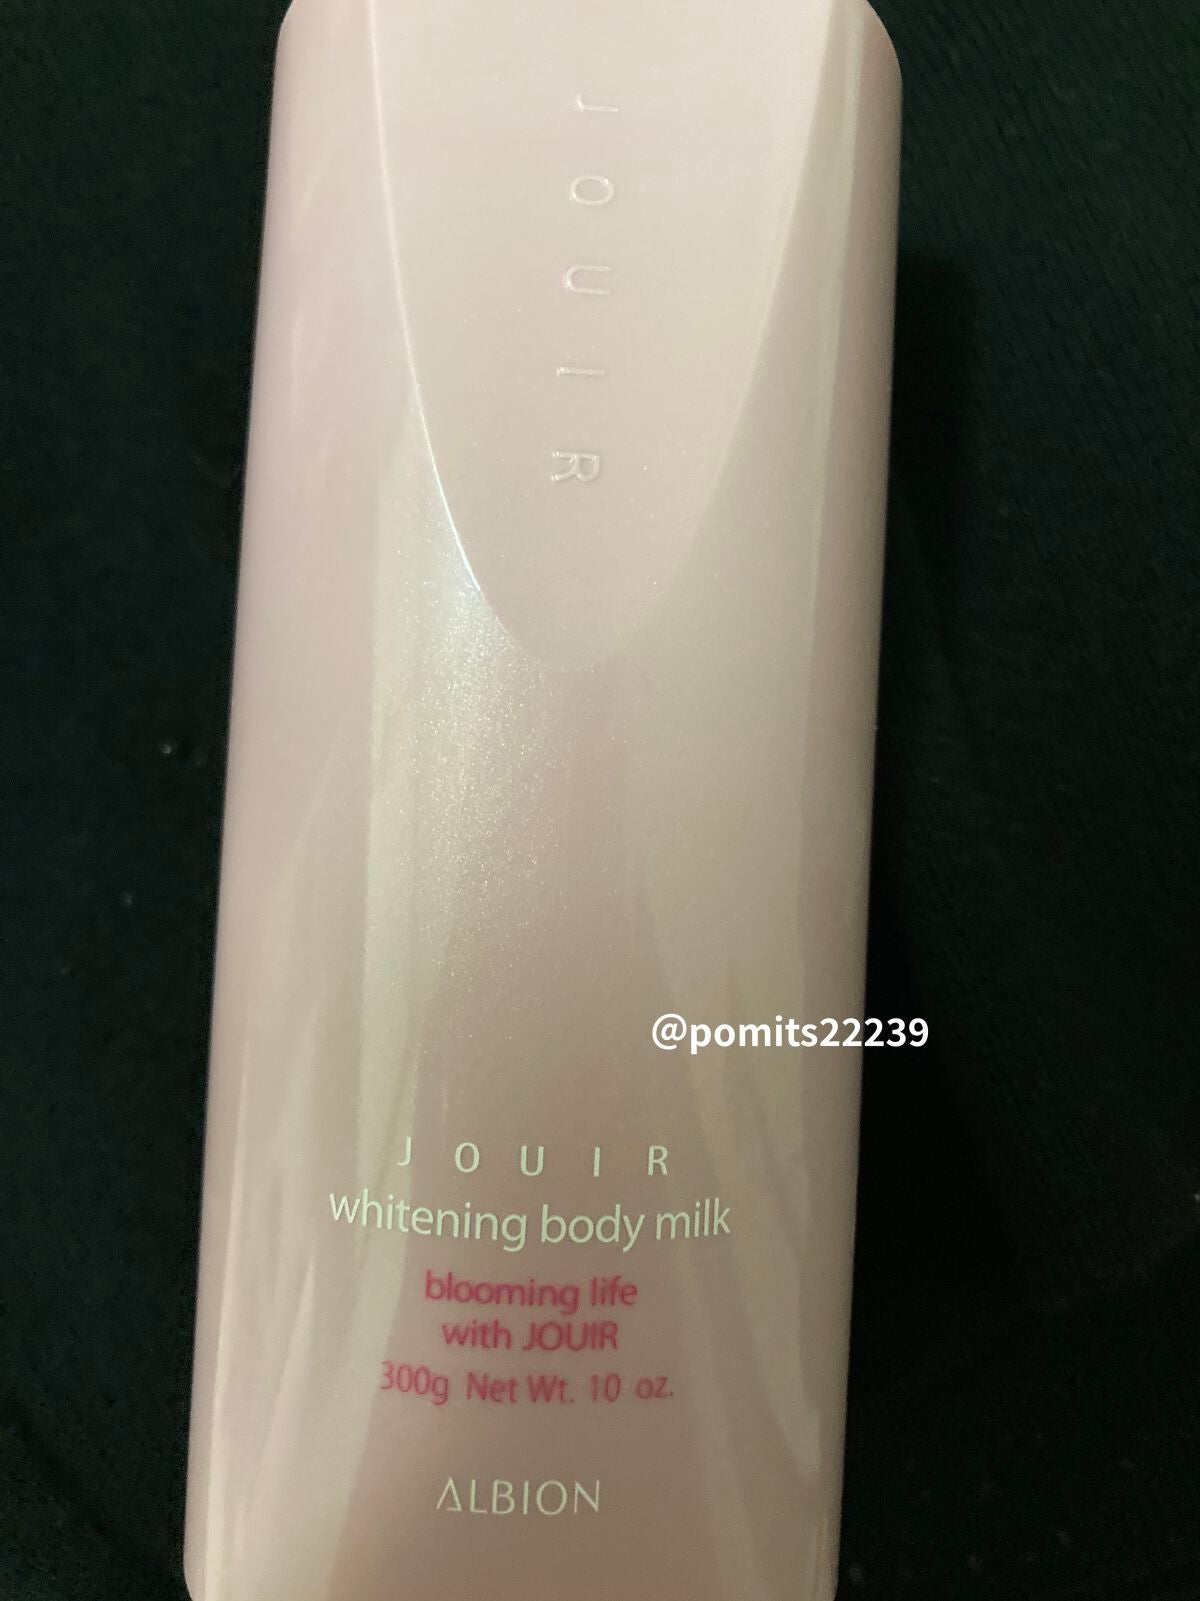 JOUIR
@pomits22239
JOUIR
whitening body milk
blooming life
with JOUIR
300g Net Wt. 10 oz.
ALBION